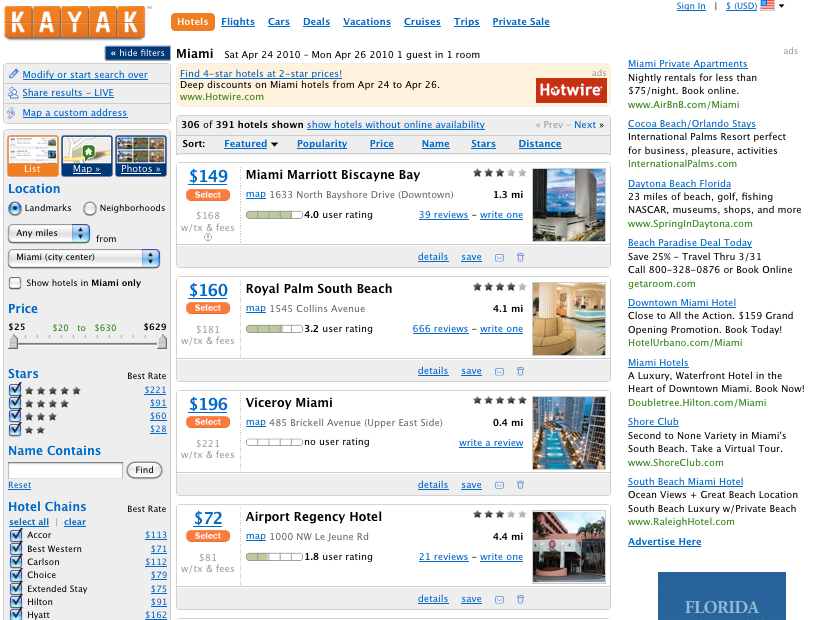 KAYAK
Hotels Flights Cars Deals Vacations Cruises Trips Private Sale
Sign In | $ (USD)
« hide filters
Modify or start search over
Share results - LIVE
Map a custom address
List Map » Photos »
Location
Landmarks Neighborhoods
Any miles from
Miami (city center)
Show hotels in Miami only
Price
$25 $20 to $630 $629
Stars Best Rate
$221
$91
$60
$28
Name Contains
Find
Reset
Hotel Chains Best Rate
select all | clear
Accor $113
Best Western $71
Carlson $112
Choice $79
Extended Stay $75
Hilton $91
Hyatt $162
Miami Sat Apr 24 2010 - Mon Apr 26 2010 1 guest in 1 room
Find 4-star hotels at 2-star prices! ads
Deep discounts on Miami hotels from Apr 24 to Apr 26.
www.Hotwire.com
Hotwire
306 of 391 hotels shown show hotels without online availability « Prev - Next »
Sort: Featured Popularity Price Name Stars Distance
$149 Miami Marriott Biscayne Bay
Select map 1633 North Bayshore Drive (Downtown) 1.3 mi
$168 4.0 user rating 39 reviews - write one
w/tx & fees
details save
$160 Royal Palm South Beach
Select map 1545 Collins Avenue 4.1 mi
$181 3.2 user rating 666 reviews - write one
w/tx & fees
details save
$196 Viceroy Miami
Select map 485 Brickell Avenue (Upper East Side) 0.4 mi
$221 no user rating write a review
w/tx & fees
details save
$72 Airport Regency Hotel
Select map 1000 NW Le Jeune Rd 4.4 mi
$81 1.8 user rating 21 reviews - write one
w/tx & fees
details save
ads
Miami Private Apartments
Nightly rentals for less than
$75/night. Book online.
www.AirBnB.com/Miami
Cocoa Beach/Orlando Stays
International Palms Resort perfect
for business, pleasure, activities
InternationalPalms.com
Daytona Beach Florida
23 miles of beach, golf, fishing
NASCAR, museums, shops, and more
www.SpringInDaytona.com
Beach Paradise Deal Today
Save 25% - Travel Thru 3/31
Call 800-328-0876 or Book Online
getaroom.com
Downtown Miami Hotel
Close to All the Action. $159 Grand
Opening Promotion. Book Today!
HotelUrbano.com/Miami
Miami Hotels
A Luxury, Waterfront Hotel in the
Heart of Downtown Miami. Book Now!
Doubletree.Hilton.com/Miami
Shore Club
Second to None Variety in Miami's
South Beach. Take a Virtual Tour.
www.ShoreClub.com
South Beach Miami Hotel
Ocean Views + Great Beach Location
South Beach Luxury w/Private Beach
www.RaleighHotel.com
Advertise Here
FLORIDA